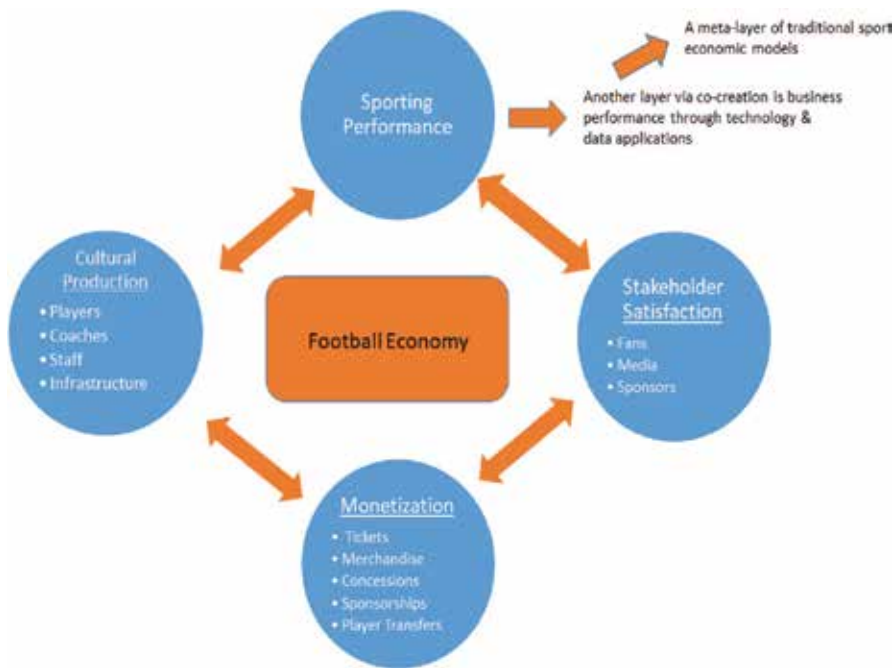 Sporting
Performance
A meta-layer of traditional sport
economic models
Another layer via co-creation is business
performance through technology &
data applications
Cultural
Production
• Players
• Coaches
• Staff
• Infrastructure
Football Economy
Stakeholder
Satisfaction
• Fans
• Media
• Sponsors
Monetization
• Tickets
• Merchandise
• Concessions
• Sponsorships
• Player Transfers